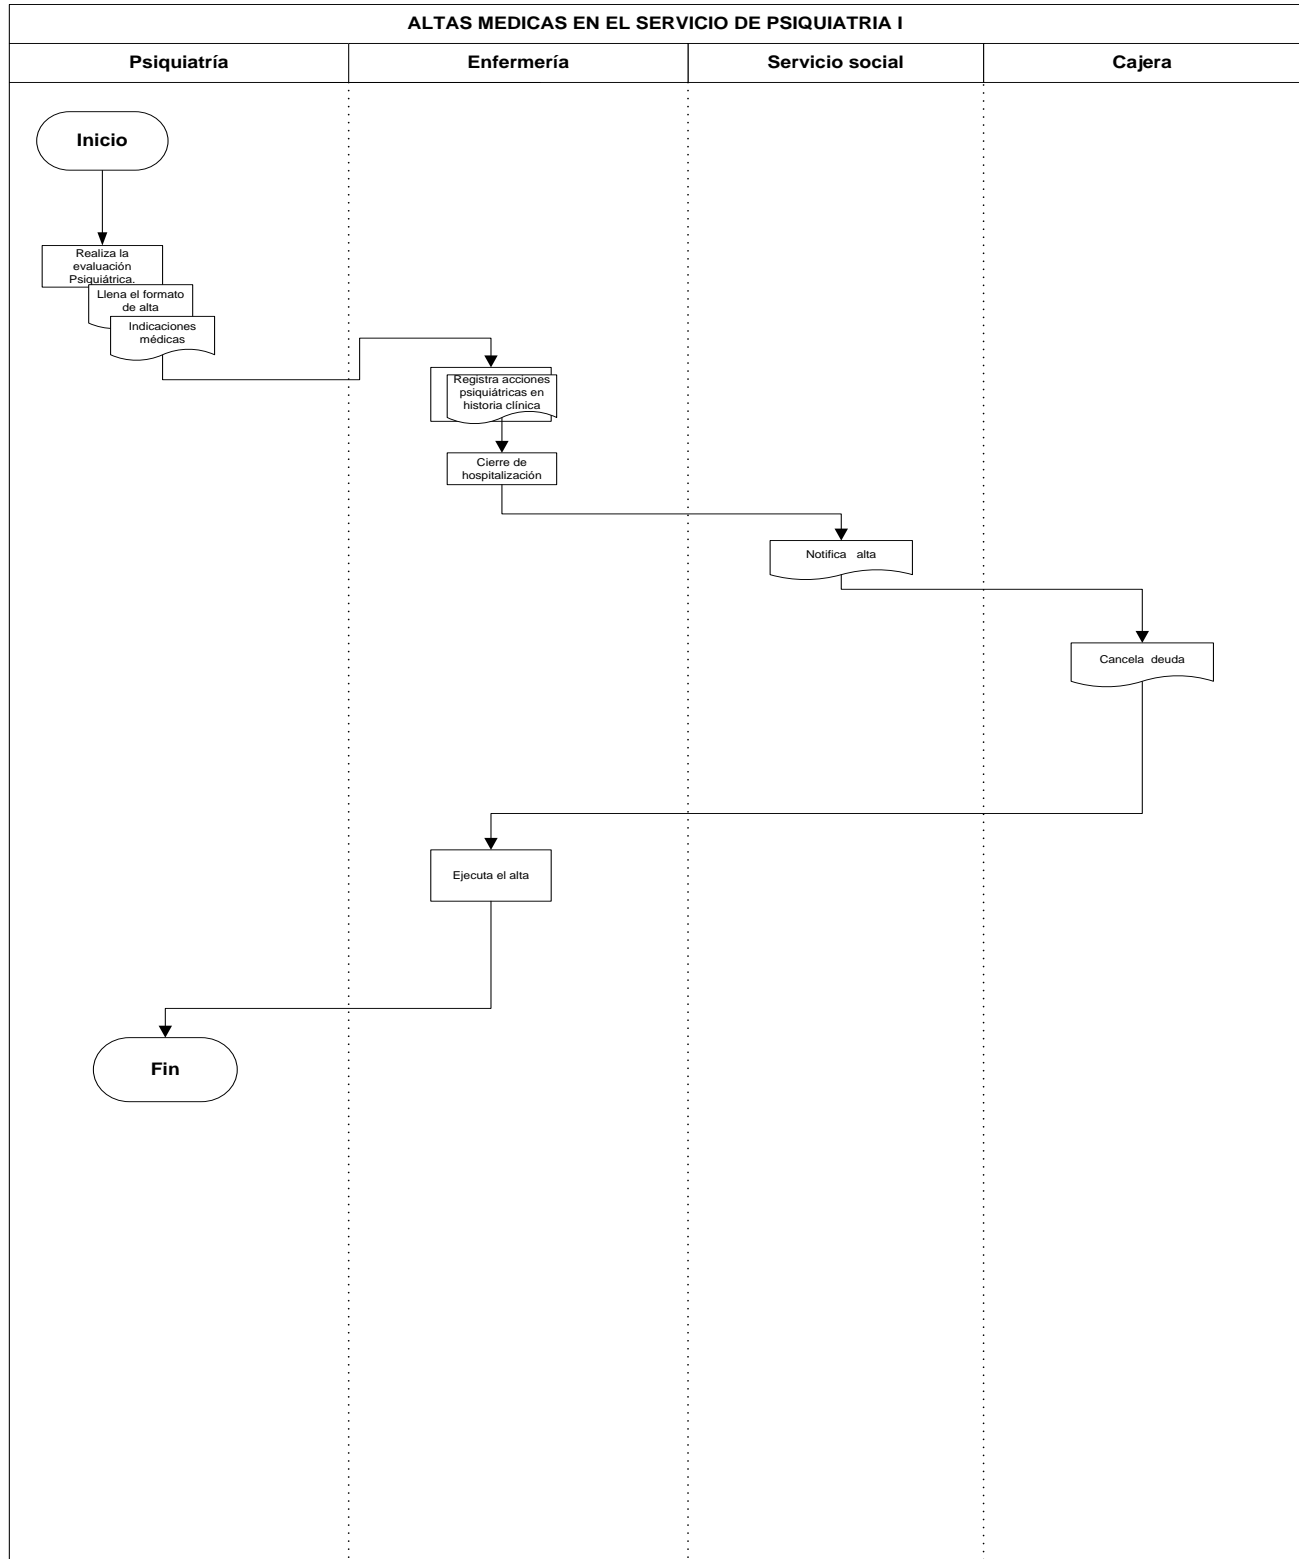 ALTAS MEDICAS EN EL SERVICIO DE PSIQUIATRIA I
Psiquiatría
Enfermería
Servicio social
Cajera
Inicio
Realiza la
evaluación
Psiquiátrica.
Llena el formato
de alta
Indicaciones
médicas
Registra acciones
psiquiátricas en
historia clínica
Cierre de
hospitalización
Notifica alta
Cancela deuda
Ejecuta el alta
Fin